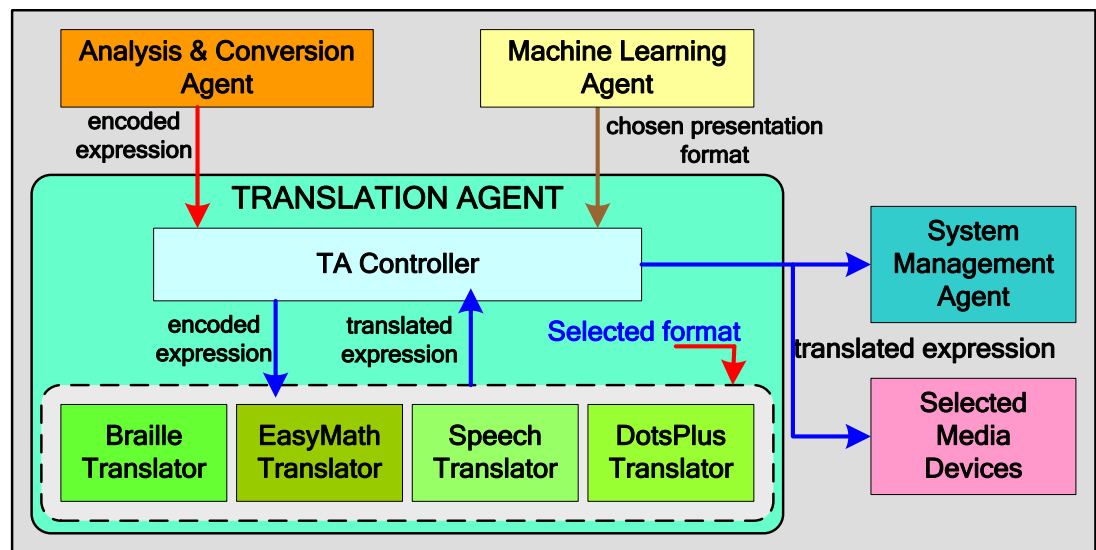 Analysis & Conversion
Agent
Machine Learning
Agent
encoded
expression
chosen presentation
format
TRANSLATION AGENT
TA Controller
System
Management
Agent
encoded
expression
translated
expression
Selected format
translated expression
Braille
Translator
EasyMath
Translator
Speech
Translator
DotsPlus
Translator
Selected
Media
Devices